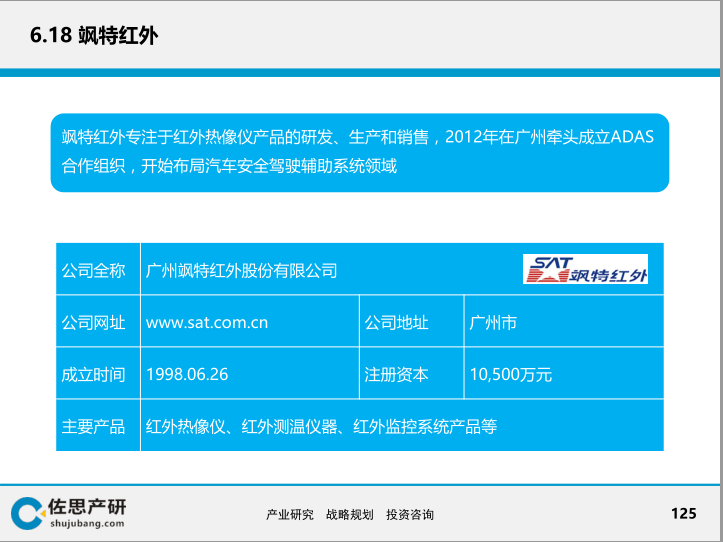 6.18 飒特红外
飒特红外专注于红外热像仪产品的研发、生产和销售，2012年在广州牵头成立ADAS
合作组织，开始布局汽车安全驾驶辅助系统领域
公司全称 广州飒特红外股份有限公司 SAT 飒特红外
公司网址 www.sat.com.cn 公司地址 广州市
成立时间 1998.06.26 注册资本 10,500万元
主要产品 红外热像仪、红外测温仪器、红外监控系统产品等
佐思产研
shujubang.com
产业研究 战略规划 投资咨询
125